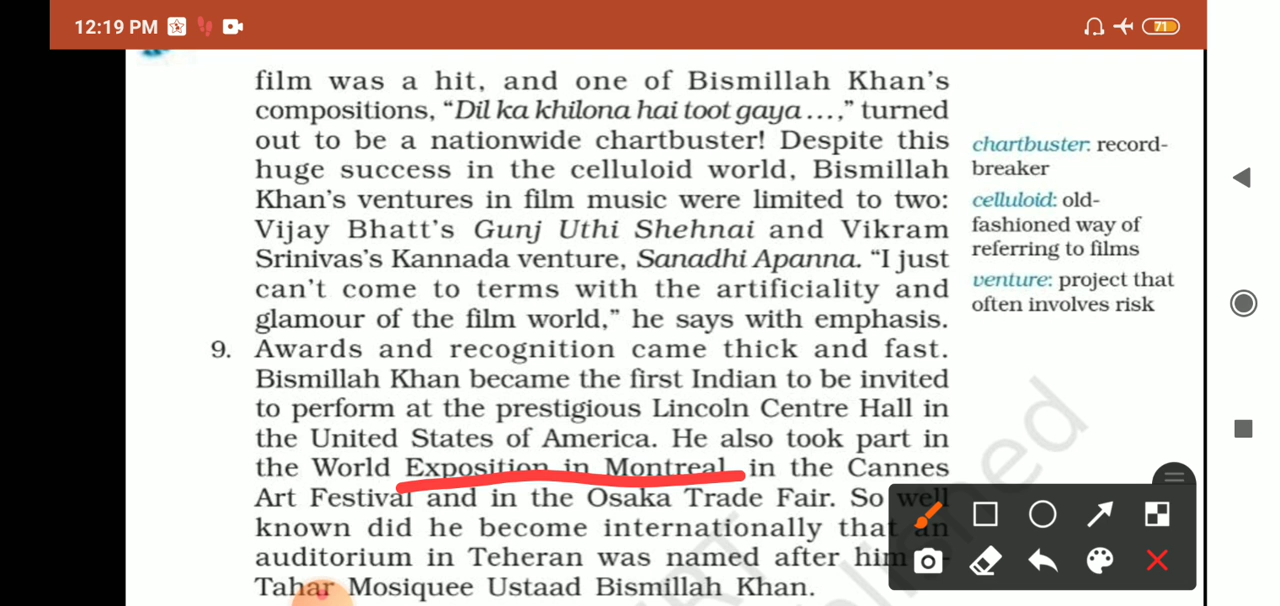 12:19 PM
71
film was a hit, and one of Bismillah Khan's
compositions, "Dil ka khilona hai toot gaya...," turned
out to be a nationwide chartbuster! Despite this
huge success in the celluloid world, Bismillah
Khan's ventures in film music were limited to two:
Vijay Bhatt's Gunj Uthi Shehnai and Vikram
Srinivas's Kannada venture, Sanadhi Apanna. "I just
can't come to terms with the artificiality and
glamour of the film world," he says with emphasis.
9. Awards and recognition came thick and fast.
Bismillah Khan became the first Indian to be invited
to perform at the prestigious Lincoln Centre Hall in
the United States of America. He also took part in
the World Exposition in Montreal, in the Cannes
Art Festival and in the Osaka Trade Fair. So well
known did he become internationally that an
auditorium in Teheran was named after him
Tahar Mosiquee Ustaad Bismillah Khan.
chartbuster: record-
breaker
celluloid: old-
fashioned way of
referring to films
venture: project that
often involves risk